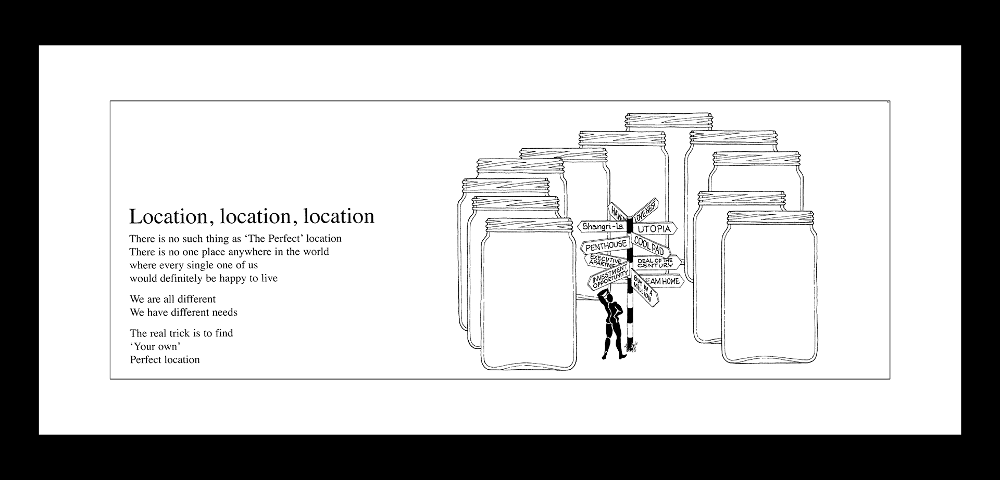 Location, location, location
There is no such thing as ‘The Perfect’ location
There is no one place anywhere in the world
where every single one of us
would definitely be happy to live
We are all different
We have different needs
The real trick is to find
‘Your own’
Perfect location
HAVEN
LOVE NEST
Shangri-la
UTOPIA
PENTHOUSE
COOL PAD
EXECUTIVE
APARTME
DEAL OF THE
CENTURY
INVESTMENT
OPPORTUNITY
EAM HOME
BUY IN A
MILLION